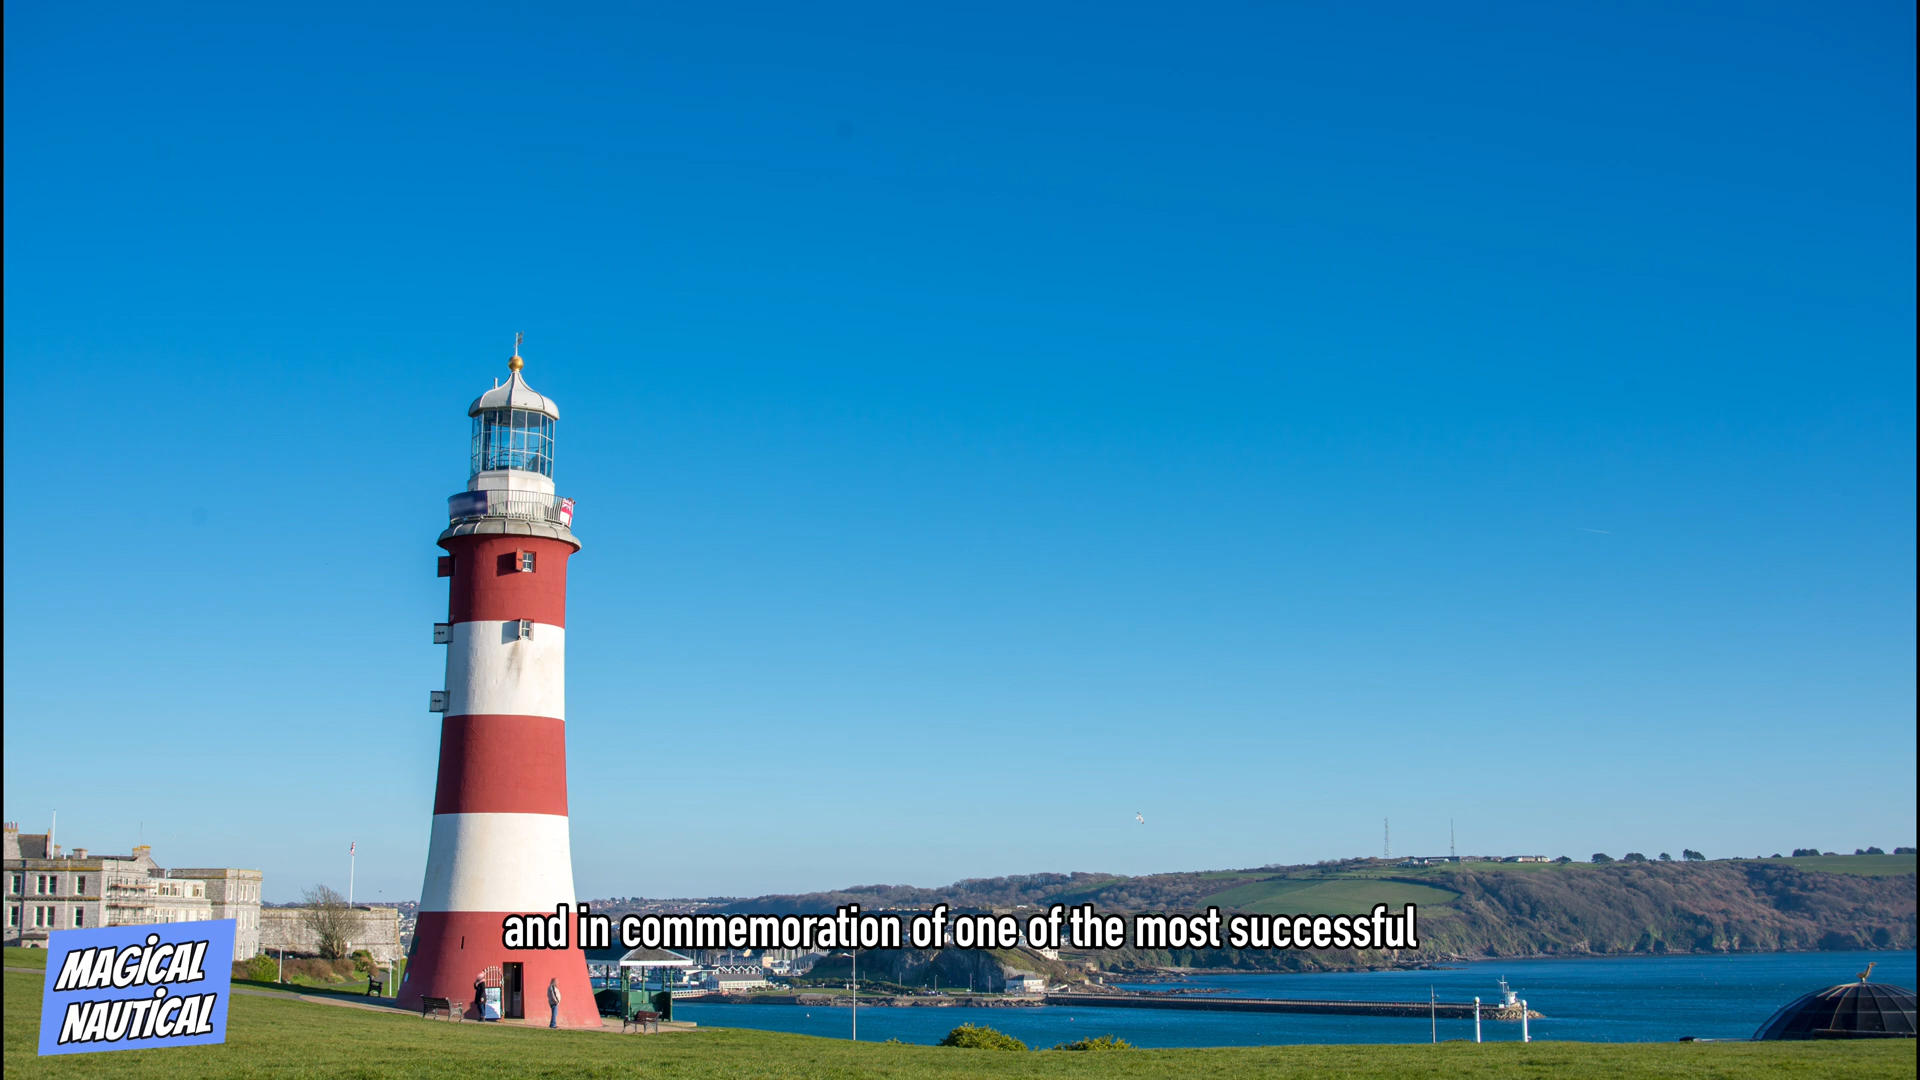 and in commemoration of one of the most successful
MAGICAL
NAUTICAL